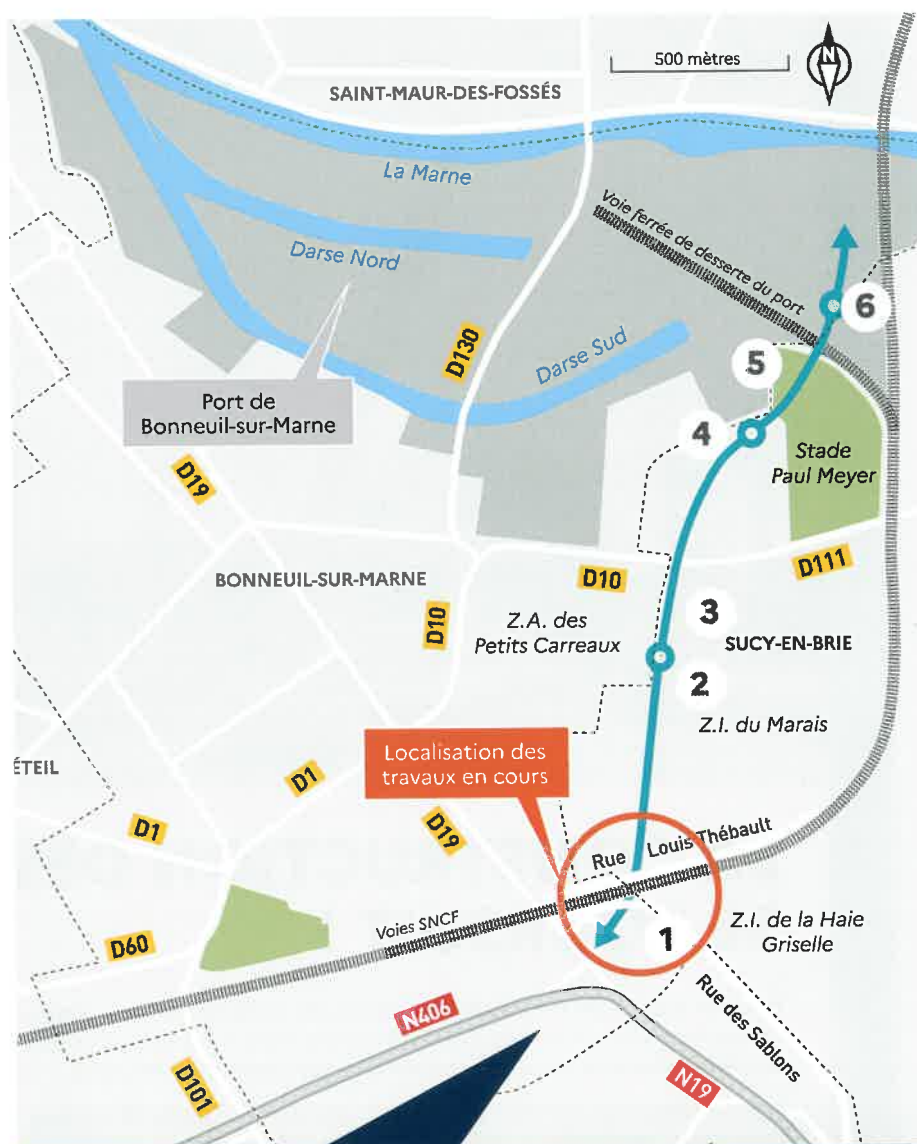 500 mètres
N
SAINT-MAUR-DES-FOSSÉS
La Marne
Voie ferrée de desserte du port
Darse Nord
6
D130
Darse Sud
5
Port de
Bonneuil-sur-Marne
4
Stade
Paul Meyer
D19
D111
BONNEUIL-SUR-MARNE
D10
D10
3
Z.A. des
Petits Carreaux
SUCY-EN-BRIE
2
Z.I. du Marais
Localisation des
travaux en cours
ÉTEIL
D1
D1
D19
Rue Louis Thébault
Voies SNCF
1
Z.I. de la Haie
Griselle
D60
Rue des Sablons
N406
N19
D101